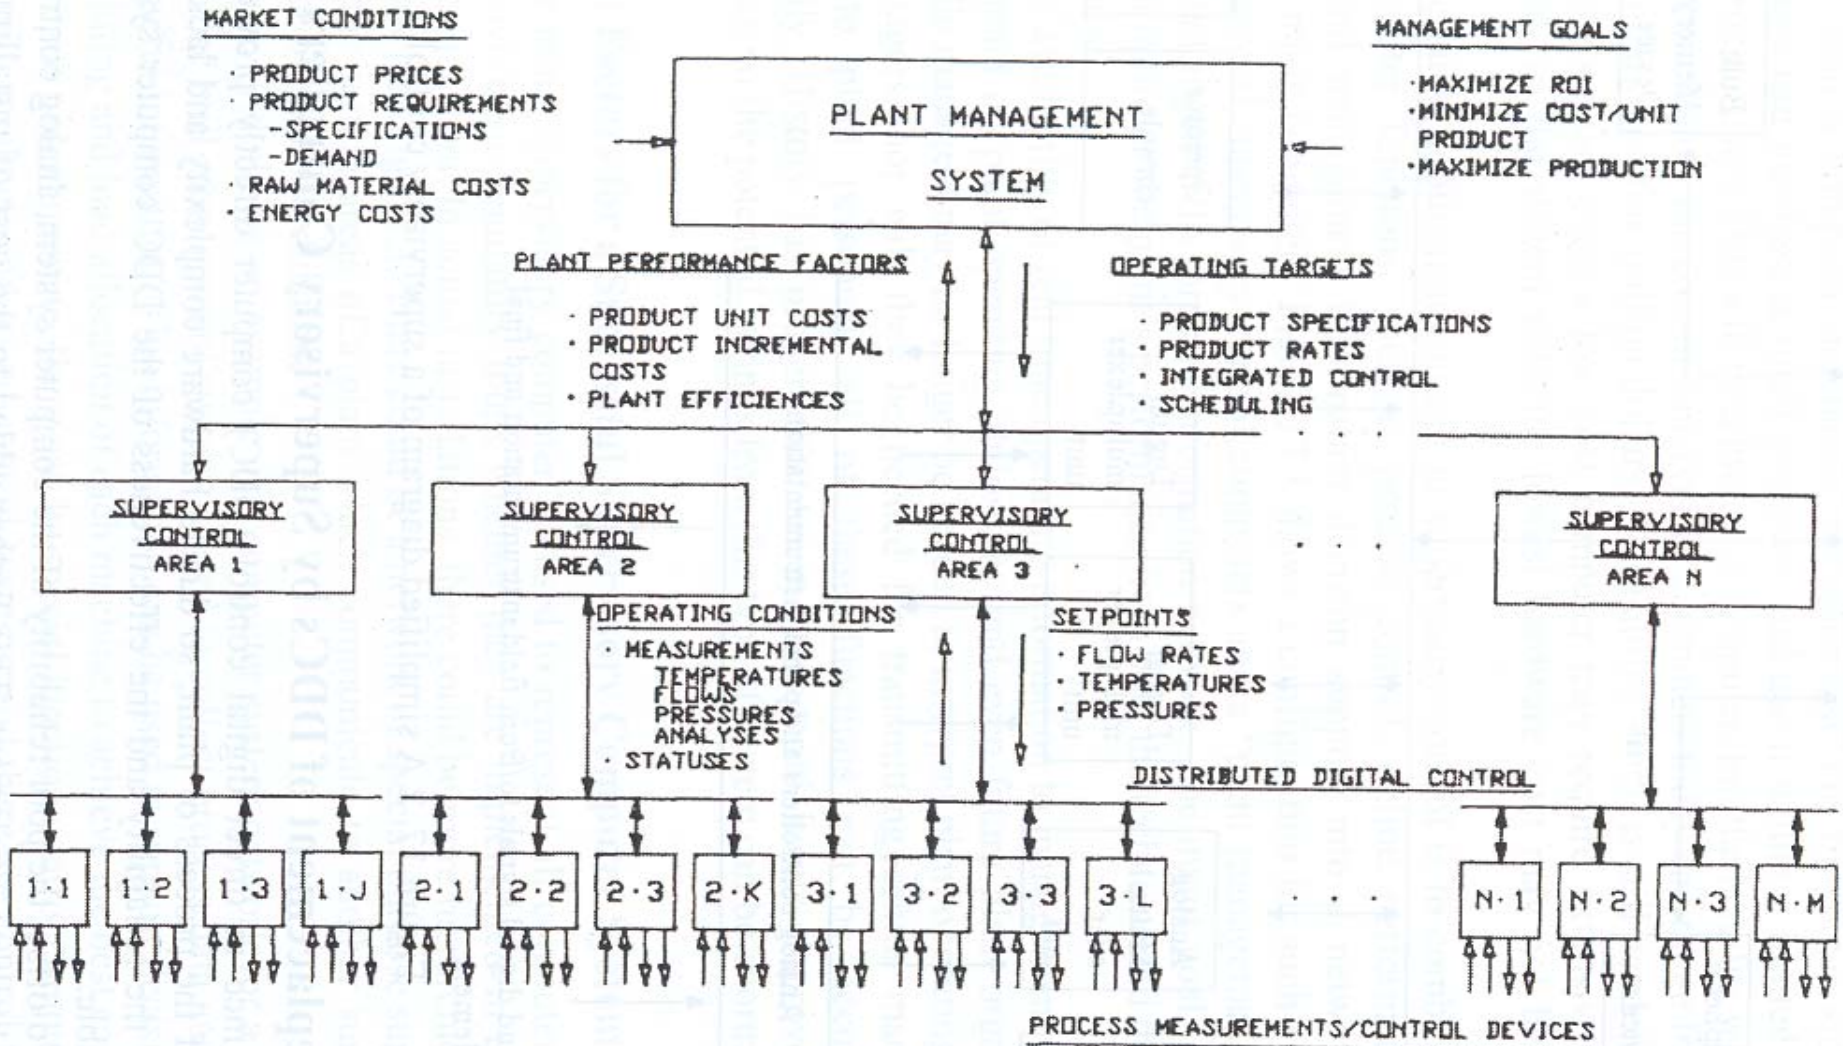 MARKET CONDITIONS
· PRODUCT PRICES
· PRODUCT REQUIREMENTS
-SPECIFICATIONS
-DEMAND
· RAW MATERIAL COSTS
· ENERGY COSTS
PLANT MANAGEMENT
SYSTEM
MANAGEMENT GOALS
·MAXIMIZE ROI
·MINIMIZE COST/UNIT
PRODUCT
·MAXIMIZE PRODUCTION
PLANT PERFORMANCE FACTORS
· PRODUCT UNIT COSTS
· PRODUCT INCREMENTAL
COSTS
· PLANT EFFICIENCES
OPERATING TARGETS
· PRODUCT SPECIFICATIONS
· PRODUCT RATES
· INTEGRATED CONTROL
· SCHEDULING
SUPERVISORY
CONTROL
AREA 1
SUPERVISORY
CONTROL
AREA 2
SUPERVISORY
CONTROL
AREA 3
· · ·
SUPERVISORY
CONTROL
AREA N
OPERATING CONDITIONS
· MEASUREMENTS
TEMPERATURES
FLOWS
PRESSURES
ANALYSES
· STATUSES
SETPOINTS
· FLOW RATES
· TEMPERATURES
· PRESSURES
DISTRIBUTED DIGITAL CONTROL
1·1
1·2
1·3
1·J
2·1
2·2
2·3
2·K
3·1
3·2
3·3
3·L
· · ·
N·1
N·2
N·3
N·M
PROCESS MEASUREMENTS/CONTROL DEVICES